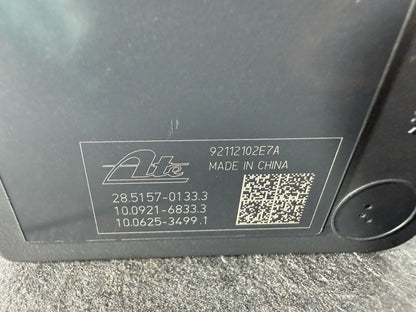 Ate
92112102E7A
MADE IN CHINA
28.5157-0133.3
10.0921-6833.3
10.0625-3499.1